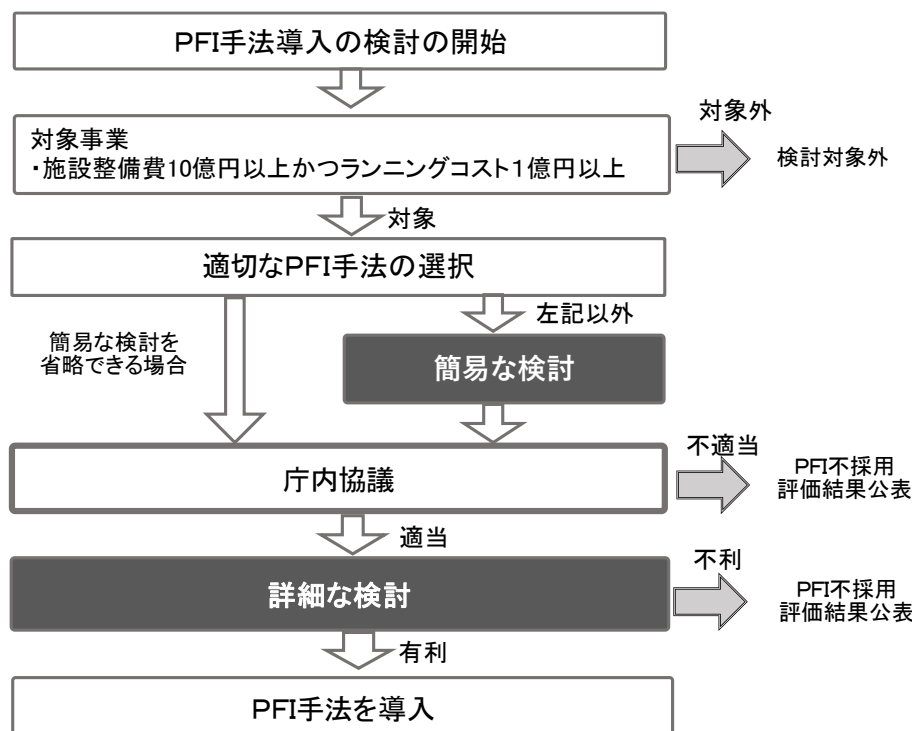 PFI手法導入の検討の開始
対象外
対象事業
・施設整備費10億円以上かつランニングコスト1億円以上
検討対象外
対象
適切なPFI手法の選択
左記以外
簡易な検討を
省略できる場合
簡易な検討
不適当
庁内協議
PFI不採用
評価結果公表
適当
不利
詳細な検討
PFI不採用
評価結果公表
有利
PFI手法を導入